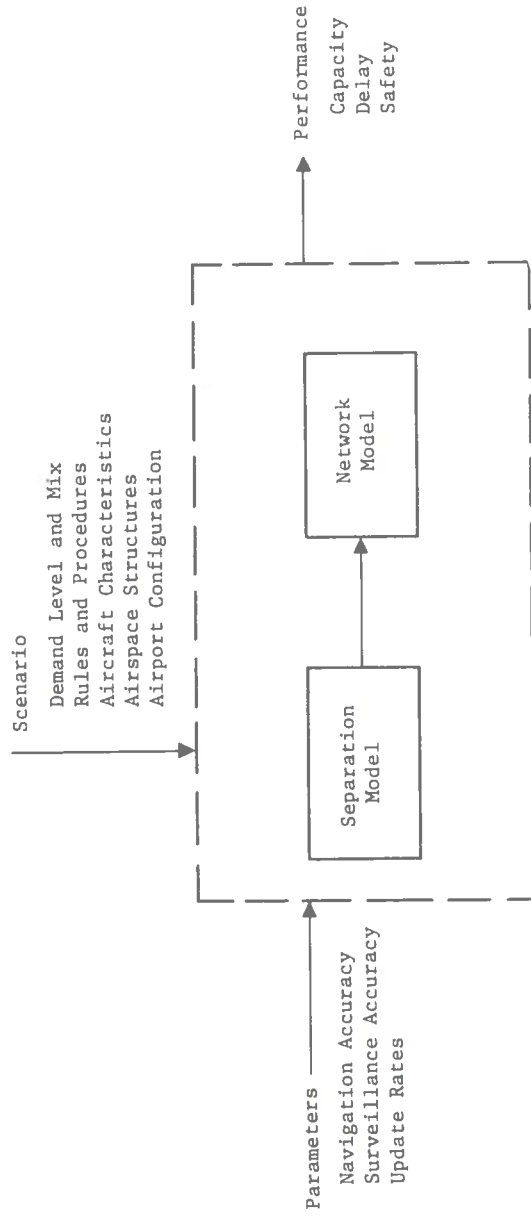 Scenario
Demand Level and Mix
Rules and Procedures
Aircraft Characteristics
Airspace Structures
Airport Configuration
Parameters
Navigation Accuracy
Surveillance Accuracy
Update Rates
Separation
Model
Network
Model
Performance
Capacity
Delay
Safety